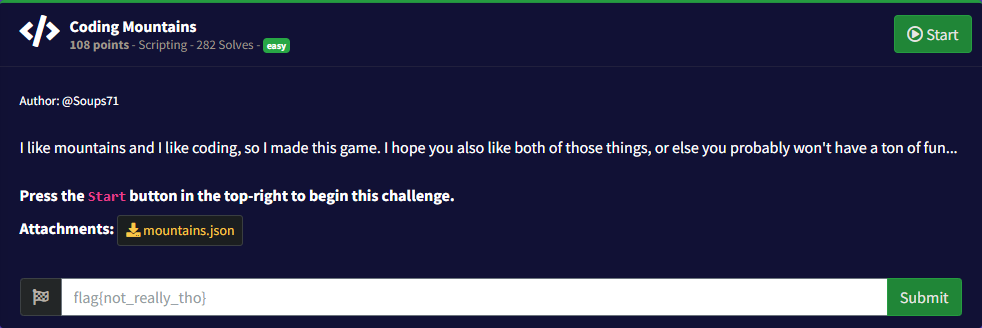 Coding Mountains
108 points - Scripting - 282 Solves - easy
Start
Author: @Soups71
I like mountains and I like coding, so I made this game. I hope you also like both of those things, or else you probably won't have a ton of fun...
Press the Start button in the top-right to begin this challenge.
Attachments: mountains.json
flag{not_really_tho}
Submit